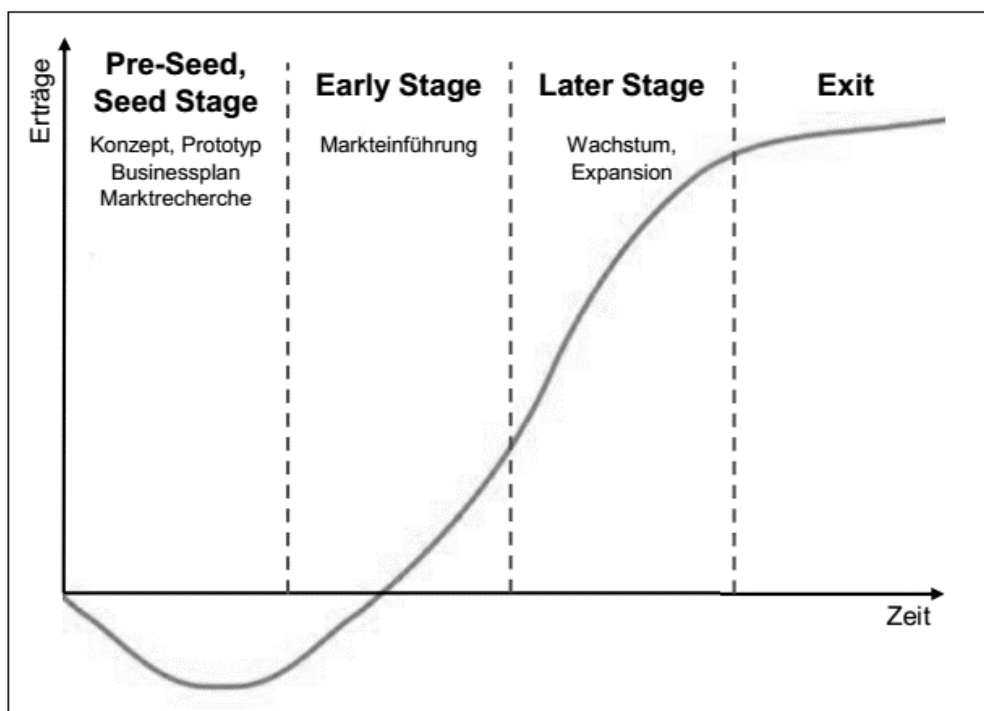 Erträge
Pre-Seed,
Seed Stage
Konzept, Prototyp
Businessplan
Marktrecherche
Early Stage
Markteinführung
Later Stage
Wachstum,
Expansion
Exit
Zeit